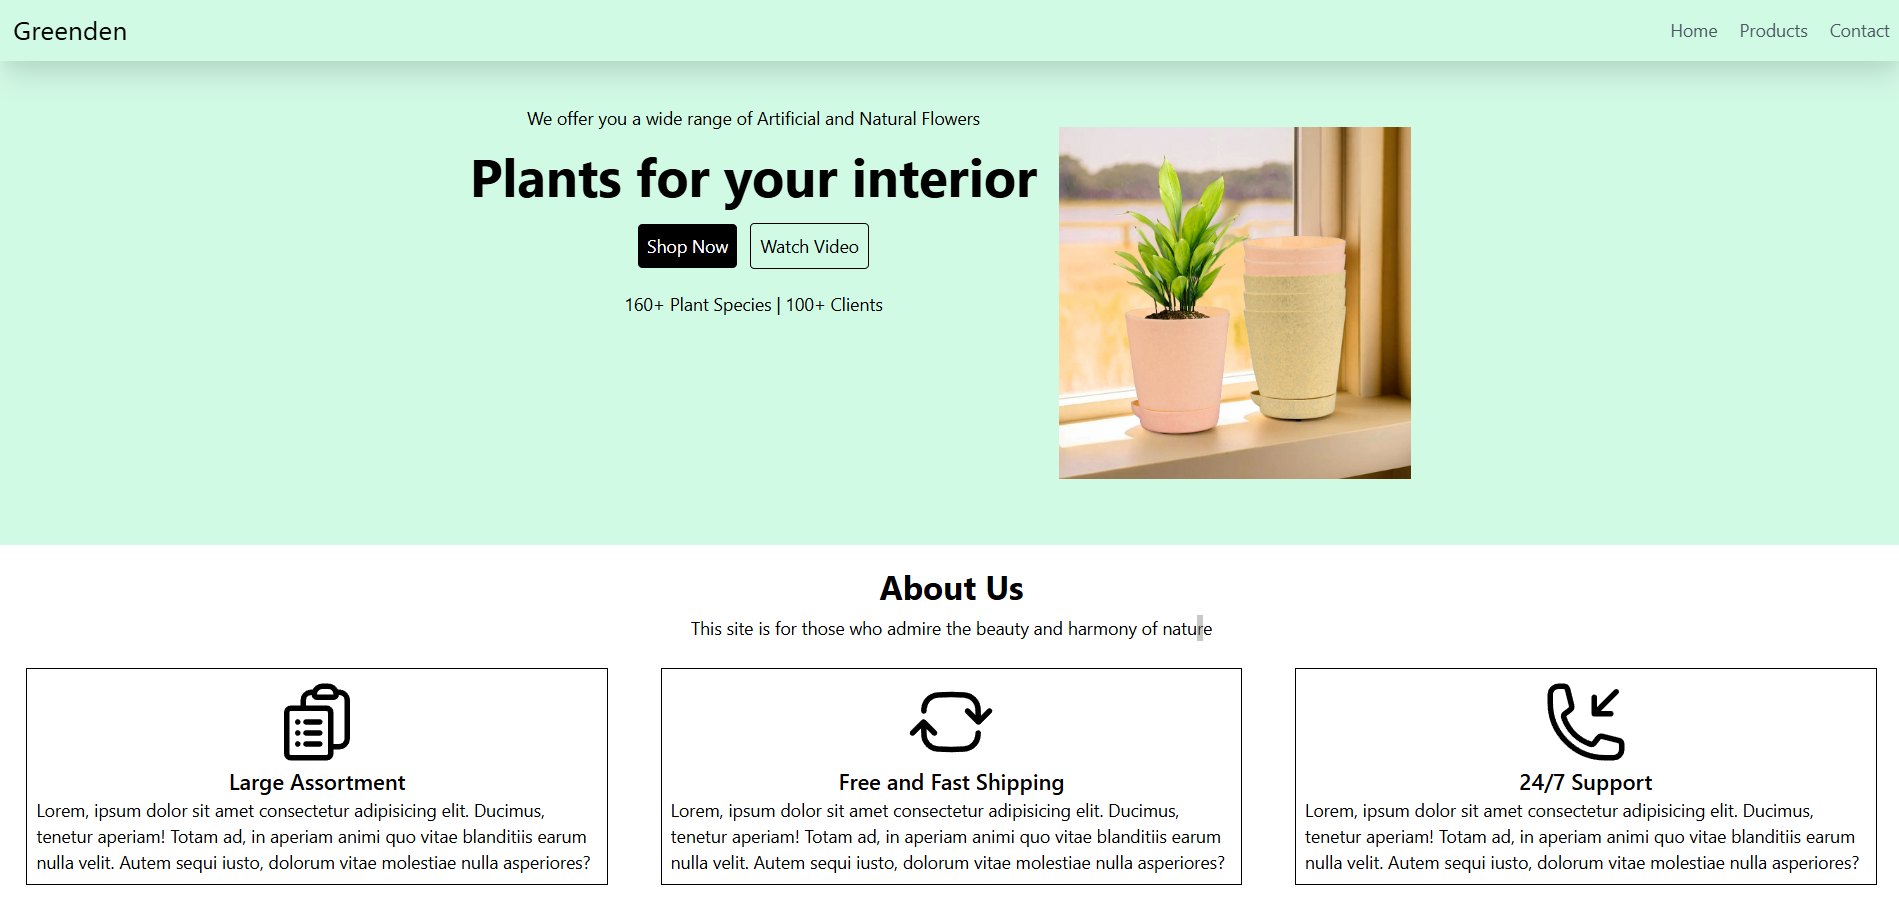 Greenden
Home Products Contact
We offer you a wide range of Artificial and Natural Flowers
Plants for your interior
Shop Now Watch Video
160+ Plant Species | 100+ Clients
About Us
This site is for those who admire the beauty and harmony of nature
Large Assortment
Lorem, ipsum dolor sit amet consectetur adipisicing elit. Ducimus,
tenetur aperiam! Totam ad, in aperiam animi quo vitae blanditiis earum
nulla velit. Autem sequi iusto, dolorum vitae molestiae nulla asperiores?
Free and Fast Shipping
Lorem, ipsum dolor sit amet consectetur adipisicing elit. Ducimus,
tenetur aperiam! Totam ad, in aperiam animi quo vitae blanditiis earum
nulla velit. Autem sequi iusto, dolorum vitae molestiae nulla asperiores?
24/7 Support
Lorem, ipsum dolor sit amet consectetur adipisicing elit. Ducimus,
tenetur aperiam! Totam ad, in aperiam animi quo vitae blanditiis earum
nulla velit. Autem sequi iusto, dolorum vitae molestiae nulla asperiores?